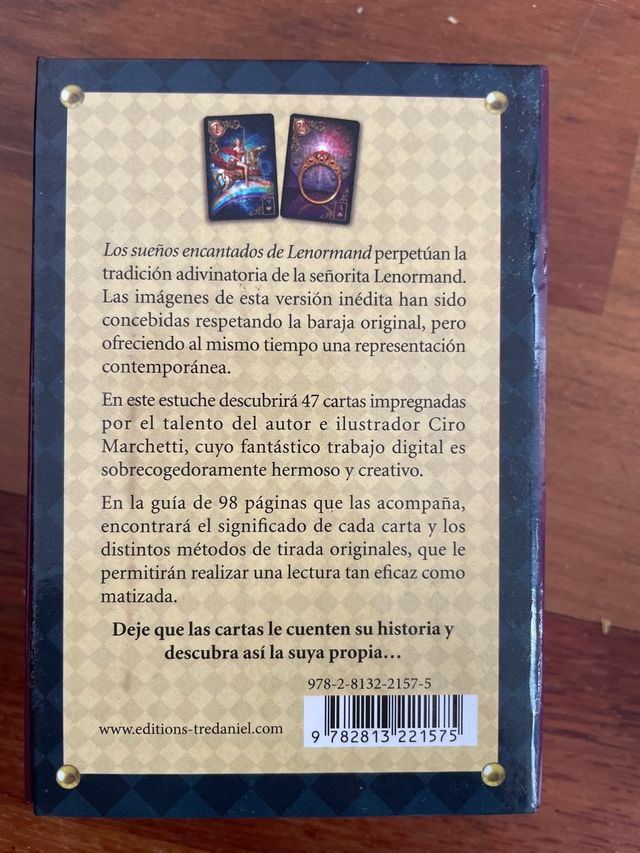 Los sueños encantados de Lenormand perpetúan la
tradición adivinatoria de la señorita Lenormand.
Las imágenes de esta versión inédita han sido
concebidas respetando la baraja original, pero
ofreciendo al mismo tiempo una representación
contemporánea.
En este estuche descubrirá 47 cartas impregnadas
por el talento del autor e ilustrador Ciro
Marchetti, cuyo fantástico trabajo digital es
sobrecogedoramente hermoso y creativo.
En la guía de 98 páginas que las acompaña,
encontrará el significado de cada carta y los
distintos métodos de tirada originales, que le
permitirán realizar una lectura tan eficaz como
matizada.
Deje que las cartas le cuenten su historia y
descubra así la suya propia…
978-2-8132-2157-5
www.editions-tredaniel.com
9 782813 221575